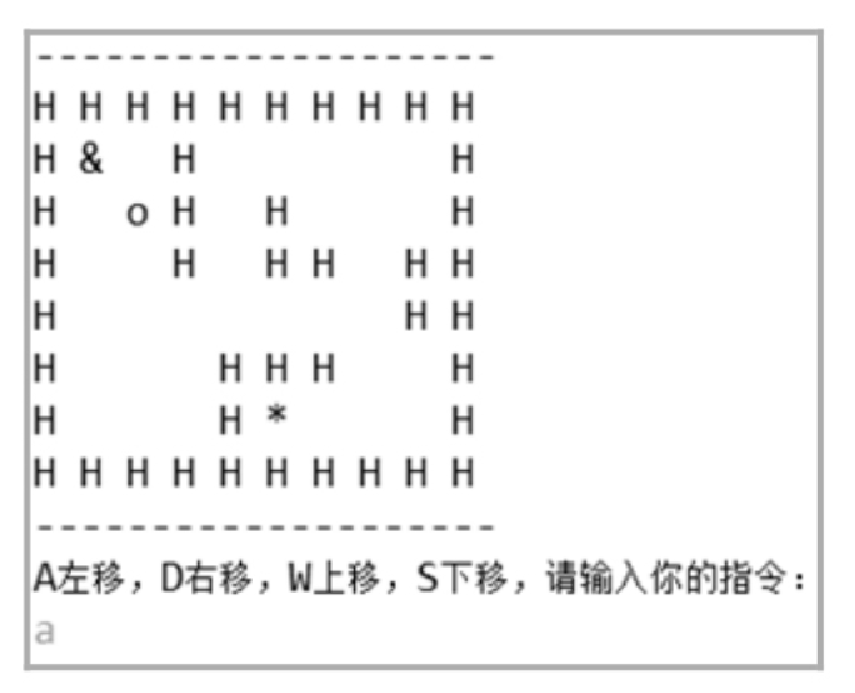 --------------------
H H H H H H H H H H
H &   H           H
H   o H   H       H
H     H   H H   H H
H               H H
H       H H H     H
H       H *       H
H H H H H H H H H H
--------------------
A左移，D右移，W上移，S下移，请输入你的指令：
a